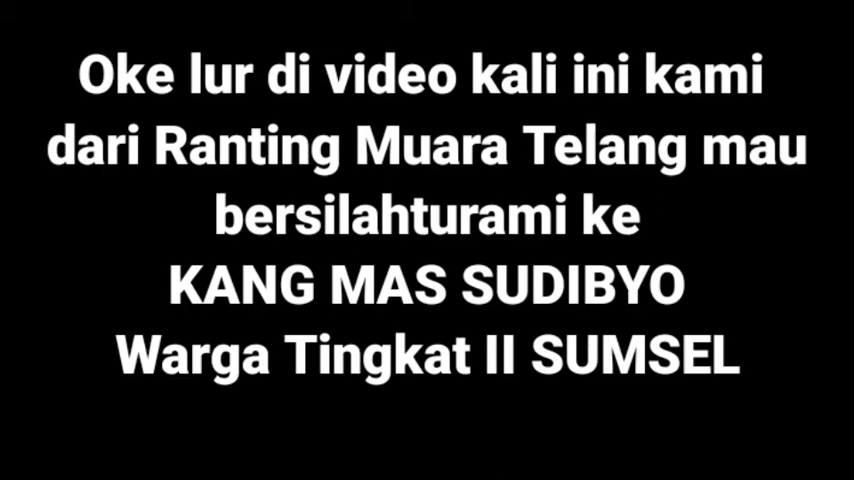 Oke lur di video kali ini kami
dari Ranting Muara Telang mau
bersilahturami ke
KANG MAS SUDIBYO
Warga Tingkat II SUMSEL